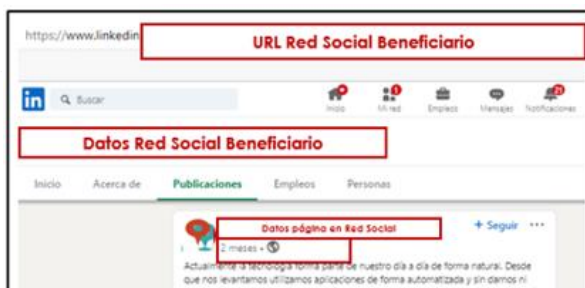 https://www.linkedin
URL Red Social Beneficiario
in
Buscar
Inicio
Mi red
Empleos
Mensajes
Notificaciones
Datos Red Social Beneficiario
Inicio Acerca de Publicaciones Empleos Personas
Datos página en Red Social
+ Seguir ...
2 meses •
Actualmente la tecnología forma parte de nuestro día a día de forma natural. Desde
que nos levantamos utilizamos aplicaciones de forma automatizada y sin darnos ni